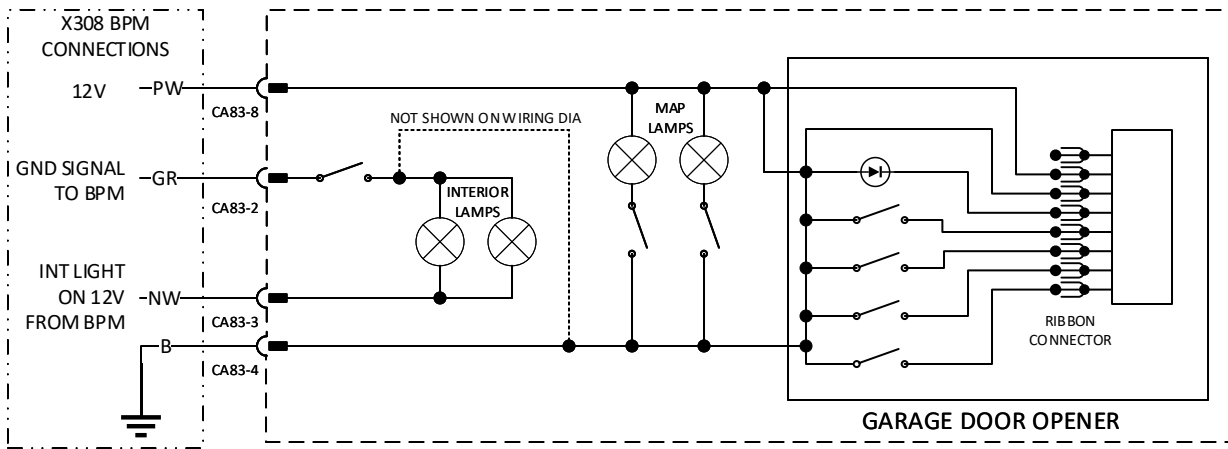 X308 BPM
CONNECTIONS
12V
PW
CA83-8
NOT SHOWN ON WIRING DIA
MAP
LAMPS
GND SIGNAL
TO BPM
GR
CA83-2
INTERIOR
LAMPS
INT LIGHT
ON 12V
FROM BPM
NW
CA83-3
B
CA83-4
RIBBON
CONNECTOR
GARAGE DOOR OPENER